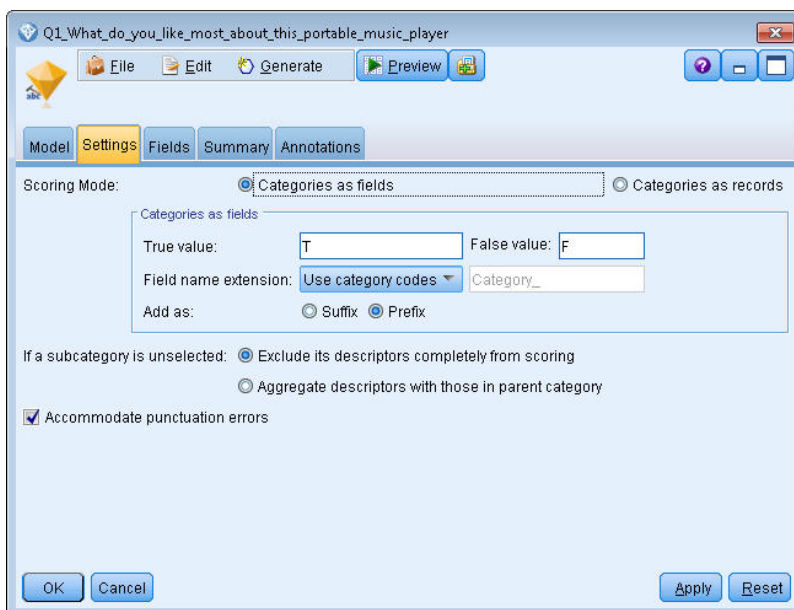 Q1_What_do_you_like_most_about_this_portable_music_player
File Edit Generate Preview
abc
Model Settings Fields Summary Annotations
Scoring Mode: Categories as fields Categories as records
Categories as fields
True value: T False value: F
Field name extension: Use category codes Category_
Add as: Suffix Prefix
If a subcategory is unselected: Exclude its descriptors completely from scoring
Aggregate descriptors with those in parent category
Accommodate punctuation errors
OK Cancel Apply Reset